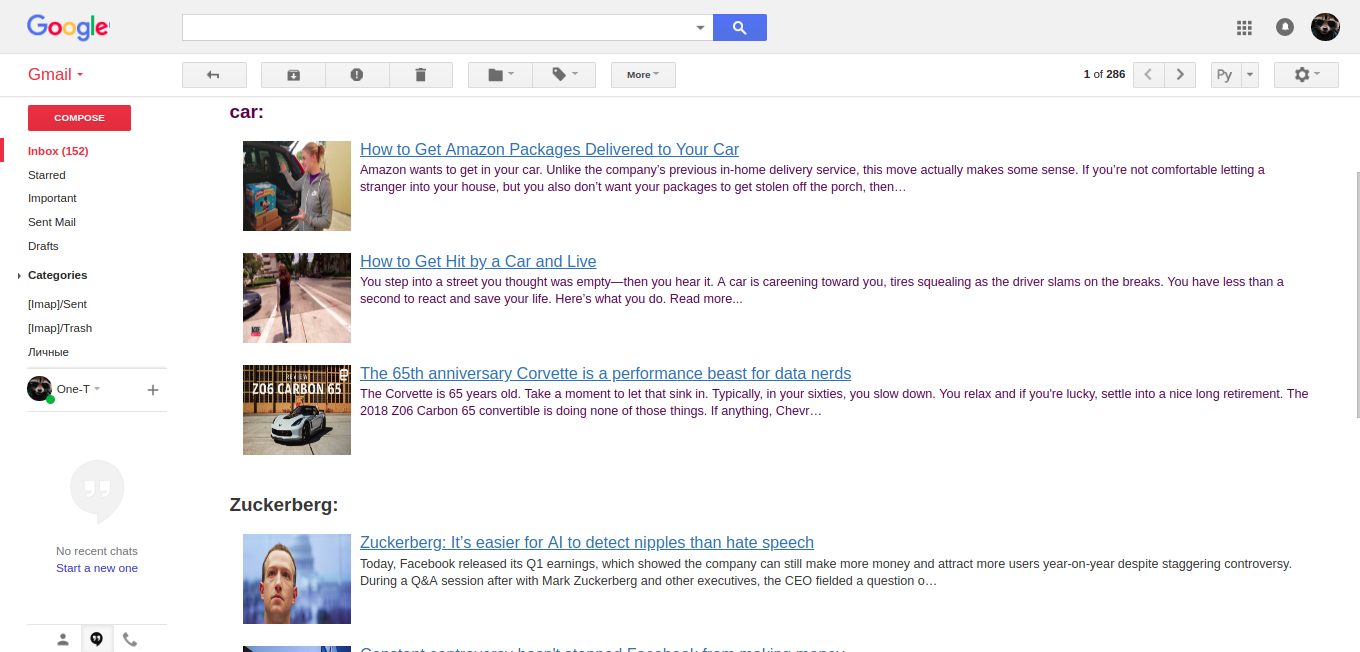 Google
Gmail
More
1 of 286
Ру
COMPOSE
Inbox (152)
Starred
Important
Sent Mail
Drafts
Categories
[Imap]/Sent
[Imap]/Trash
Личные
One-T
No recent chats
Start a new one
car:
How to Get Amazon Packages Delivered to Your Car
Amazon wants to get in your car. Unlike the company’s previous in-home delivery service, this move actually makes some sense. If you’re not comfortable letting a
stranger into your house, but you also don’t want your packages to get stolen off the porch, then…
How to Get Hit by a Car and Live
You step into a street you thought was empty—then you hear it. A car is careening toward you, tires squealing as the driver slams on the breaks. You have less than a
second to react and save your life. Here’s what you do. Read more...
REVIEW
Z06 CARBON 65
The 65th anniversary Corvette is a performance beast for data nerds
The Corvette is 65 years old. Take a moment to let that sink in. Typically, in your sixties, you slow down. You relax and if you're lucky, settle into a nice long retirement. The
2018 Z06 Carbon 65 convertible is doing none of those things. If anything, Chevr…
Zuckerberg:
Zuckerberg: It’s easier for AI to detect nipples than hate speech
Today, Facebook released its Q1 earnings, which showed the company can still make more money and attract more users year-on-year despite staggering controversy.
During a Q&A session after with Mark Zuckerberg and other executives, the CEO fielded a question o…
Constant controversy hasn't stopped Facebook from making money